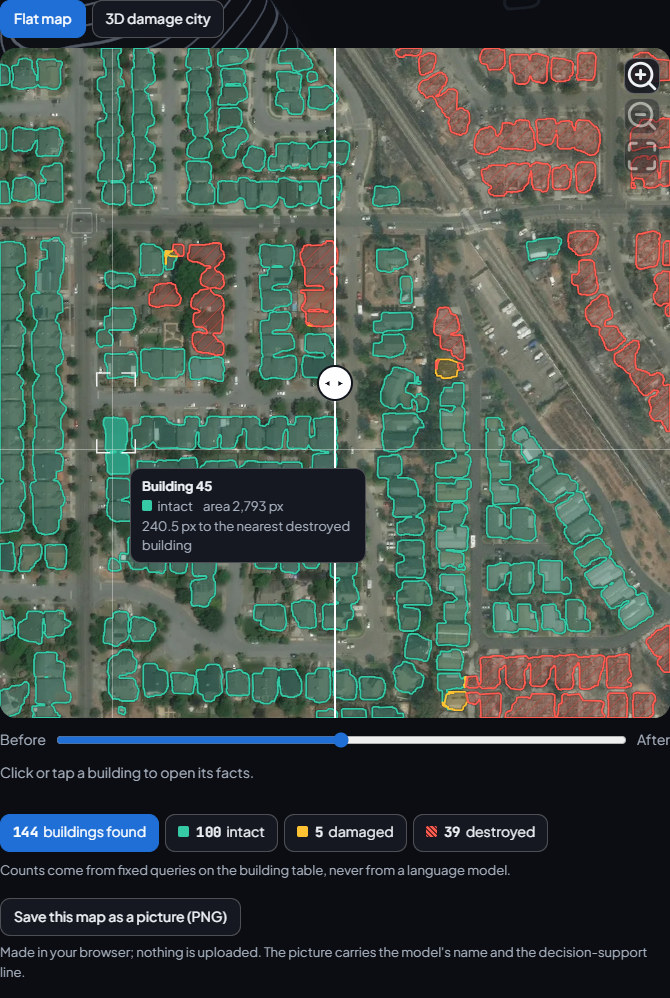 Flat map
3D damage city
Building 45
intact area 2,793 px
240.5 px to the nearest destroyed
building
Before
After
Click or tap a building to open its facts.
144 buildings found
100 intact
5 damaged
39 destroyed
Counts come from fixed queries on the building table, never from a language model.
Save this map as a picture (PNG)
Made in your browser; nothing is uploaded. The picture carries the model's name and the decision-support
line.